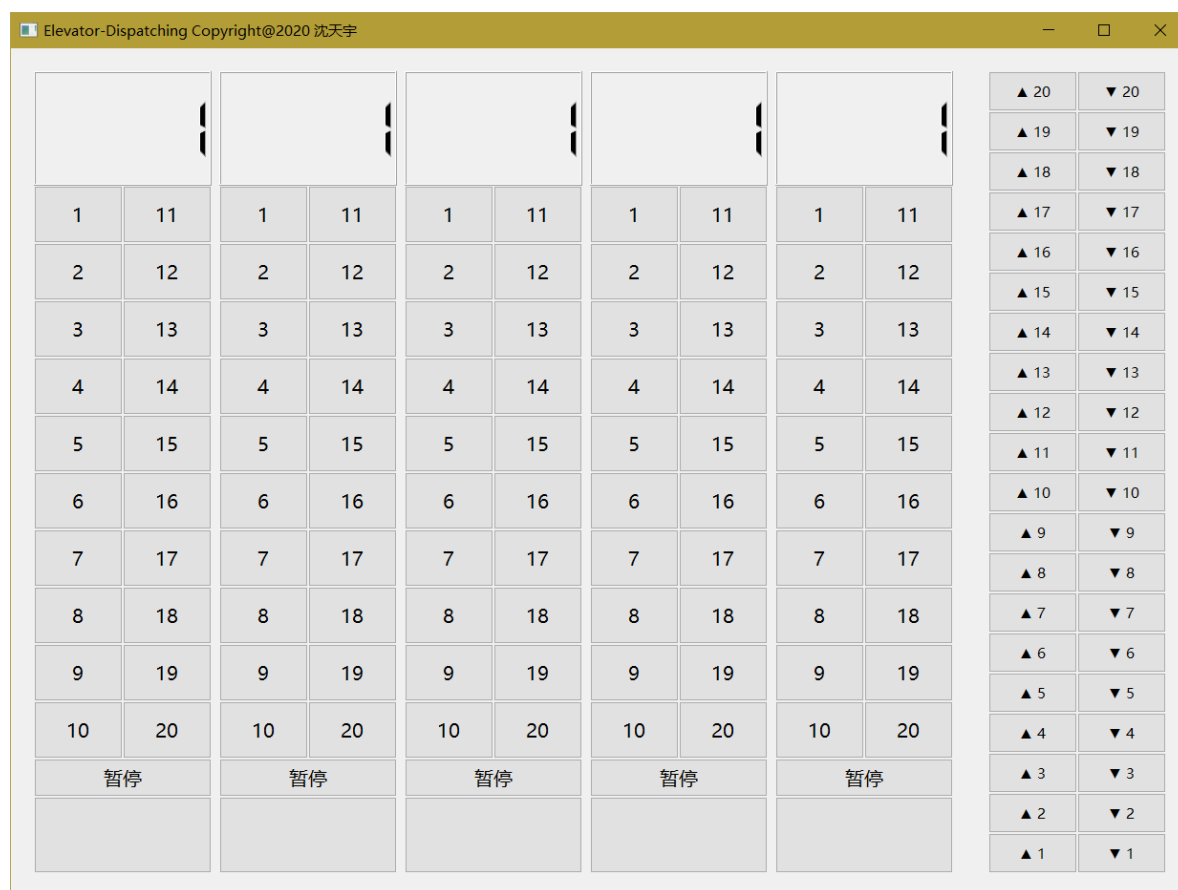 Elevator-Dispatching Copyright@2020 沈天宇
1 1 1 1 1
1 11 1 11 1 11 1 11 1 11
2 12 2 12 2 12 2 12 2 12
3 13 3 13 3 13 3 13 3 13
4 14 4 14 4 14 4 14 4 14
5 15 5 15 5 15 5 15 5 15
6 16 6 16 6 16 6 16 6 16
7 17 7 17 7 17 7 17 7 17
8 18 8 18 8 18 8 18 8 18
9 19 9 19 9 19 9 19 9 19
10 20 10 20 10 20 10 20 10 20
暂停 暂停 暂停 暂停 暂停
▲ 20 ▼ 20
▲ 19 ▼ 19
▲ 18 ▼ 18
▲ 17 ▼ 17
▲ 16 ▼ 16
▲ 15 ▼ 15
▲ 14 ▼ 14
▲ 13 ▼ 13
▲ 12 ▼ 12
▲ 11 ▼ 11
▲ 10 ▼ 10
▲ 9 ▼ 9
▲ 8 ▼ 8
▲ 7 ▼ 7
▲ 6 ▼ 6
▲ 5 ▼ 5
▲ 4 ▼ 4
▲ 3 ▼ 3
▲ 2 ▼ 2
▲ 1 ▼ 1